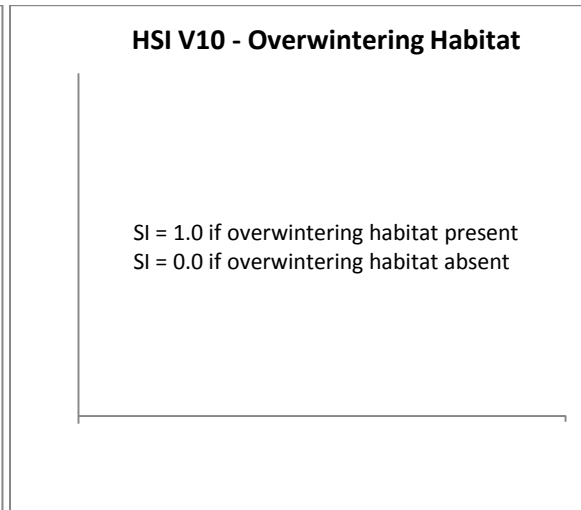 HSI V10 - Overwintering Habitat
SI = 1.0 if overwintering habitat present
SI = 0.0 if overwintering habitat absent